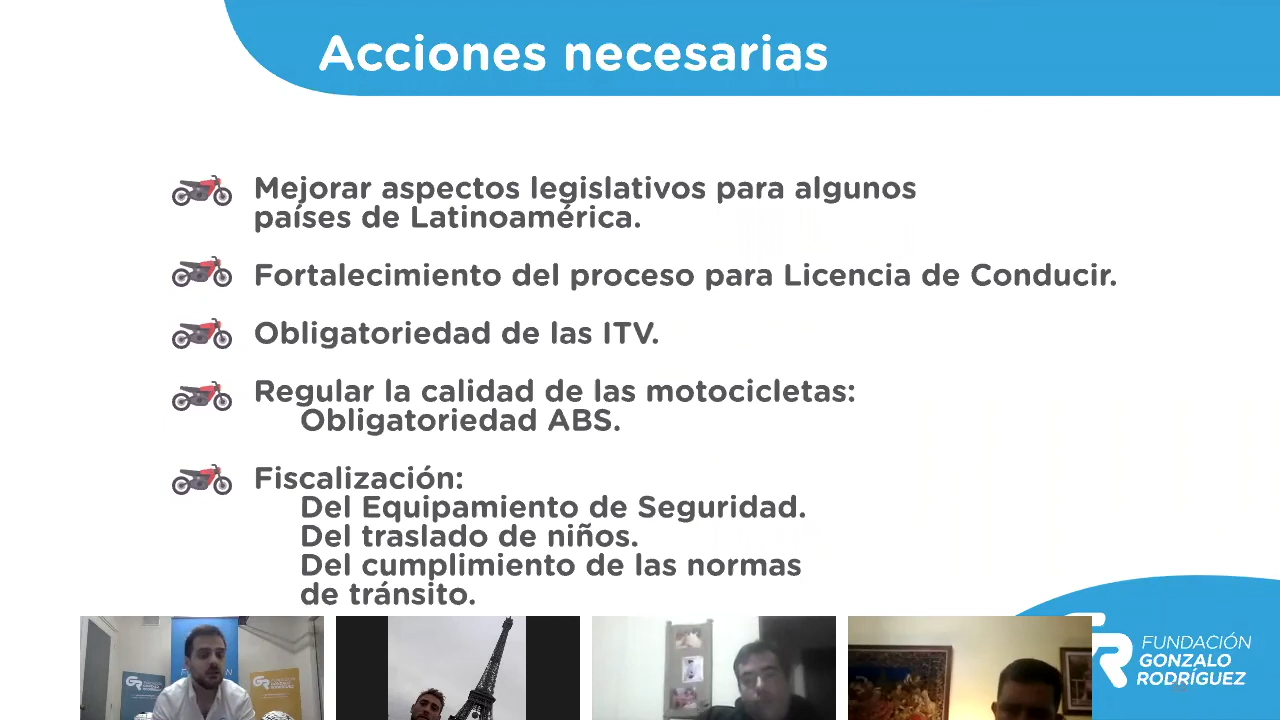 Acciones necesarias
Mejorar aspectos legislativos para algunos
países de Latinoamérica.
Fortalecimiento del proceso para Licencia de Conducir.
Obligatoriedad de las ITV.
Regular la calidad de las motocicletas:
Obligatoriedad ABS.
Fiscalización:
Del Equipamiento de Seguridad.
Del traslado de niños.
Del cumplimiento de las normas
de tránsito.
FUNDACIÓN
GONZALO
RODRÍGUEZ